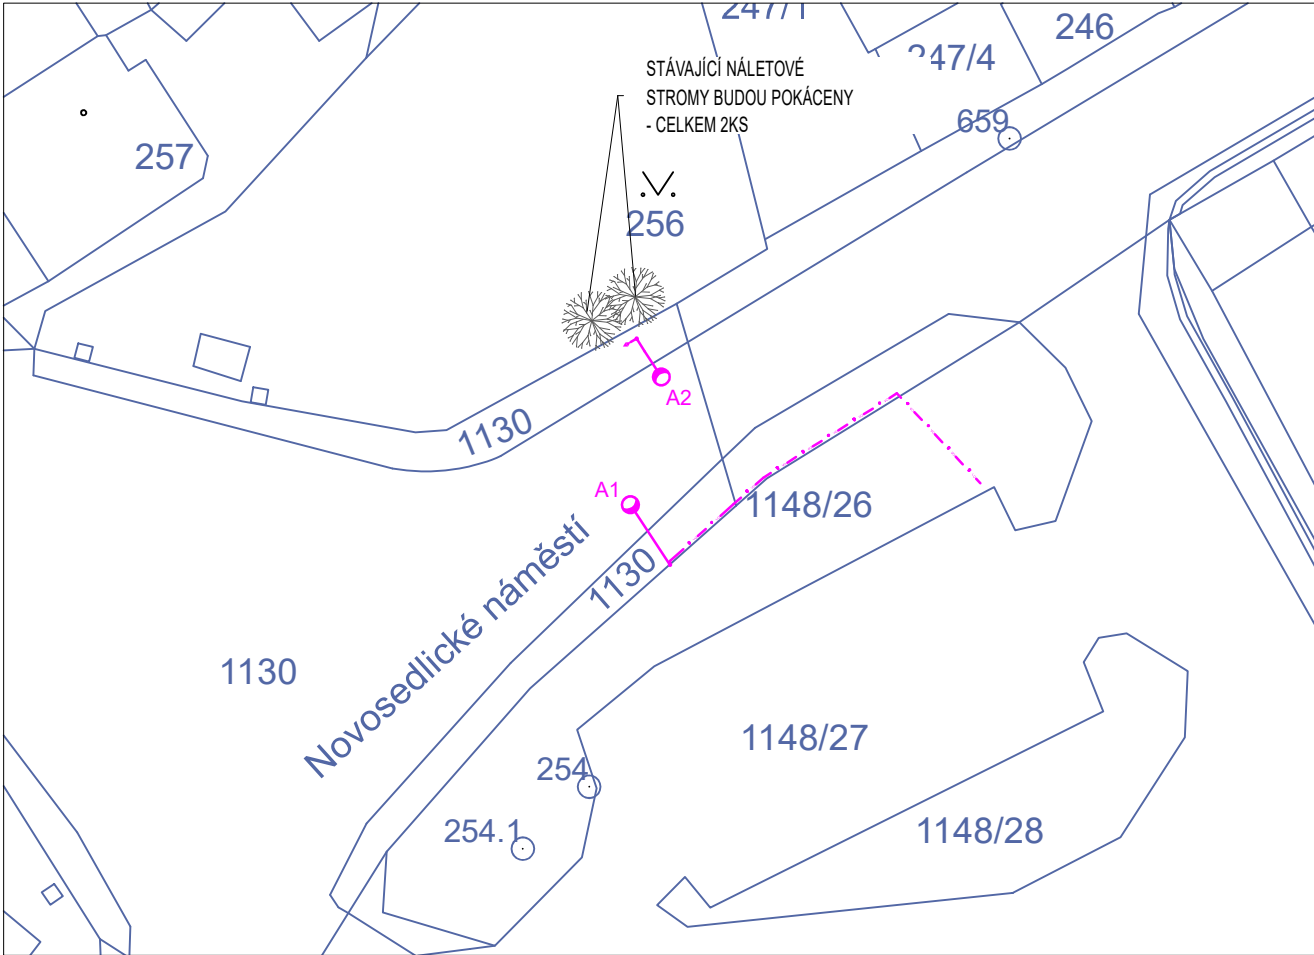 247/1
246
247/4
STÁVAJÍCÍ NÁLETOVÉ
STROMY BUDOU POKÁCENY
- CELKEM 2KS
659
257
256
A2
1130
A1
1148/26
1130
Novosedlické náměstí
1130
1148/27
254
254.1
1148/28